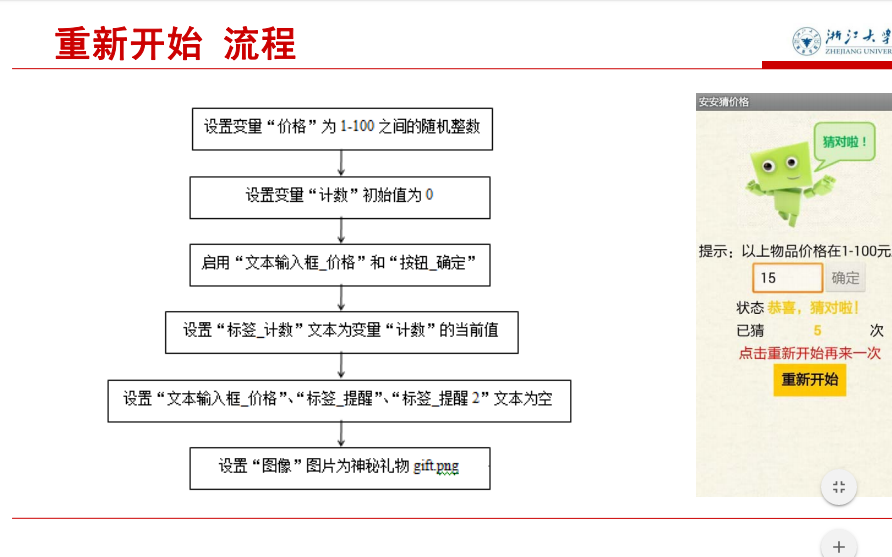 重新开始 流程
浙江大学
ZHEJIANG UNIVER
设置变量“价格”为1-100之间的随机整数
设置变量“计数”初始值为0
启用“文本输入框_价格”和“按钮_确定”
设置“标签_计数”文本为变量“计数”的当前值
设置“文本输入框_价格”、“标签_提醒”、“标签_提醒2”文本为空
设置“图像”图片为神秘礼物gift.png
安安猜价格
猜对啦！
提示：以上物品价格在1-100元
15 确定
状态 恭喜，猜对啦！
已猜 5 次
点击重新开始再来一次
重新开始